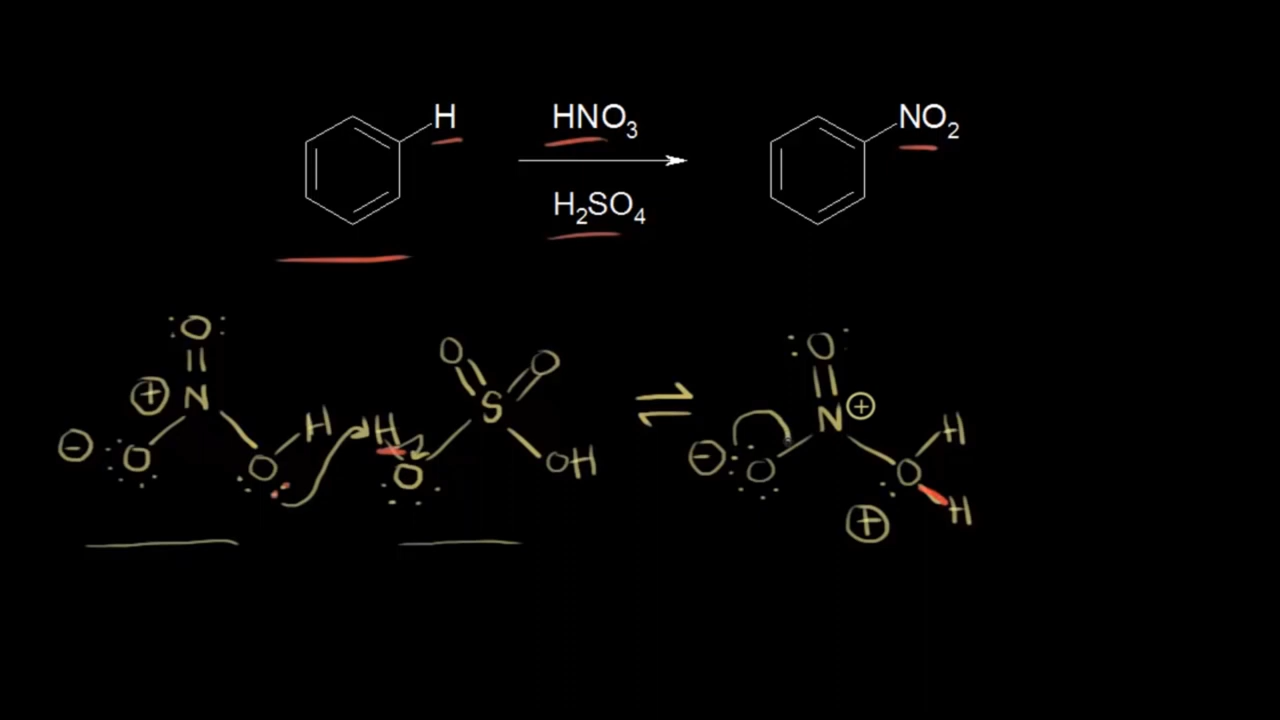 H HNO₃ NO₂
H₂SO₄
O O O O
⊕ N S N ⊕
⊖ O O H H O OH ⊖ O O H
⊕ H